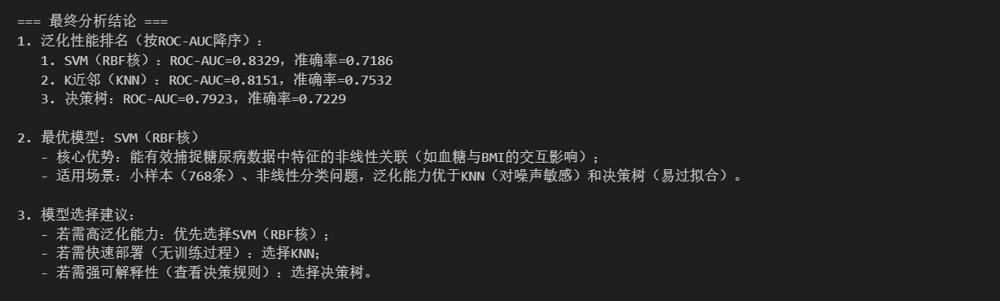 === 最终分析结论 ===
1. 泛化性能排名（按ROC-AUC降序）：
1. SVM（RBF核）：ROC-AUC=0.8329，准确率=0.7186
2. K近邻（KNN）：ROC-AUC=0.8151，准确率=0.7532
3. 决策树：ROC-AUC=0.7923，准确率=0.7229
2. 最优模型：SVM（RBF核）
- 核心优势：能有效捕捉糖尿病数据中特征的非线性关联（如血糖与BMI的交互影响）；
- 适用场景：小样本（768条）、非线性分类问题，泛化能力优于KNN（对噪声敏感）和决策树（易过拟合）。
3. 模型选择建议：
- 若需高泛化能力：优先选择SVM（RBF核）；
- 若需快速部署（无训练过程）：选择KNN；
- 若需强可解释性（查看决策规则）：选择决策树。